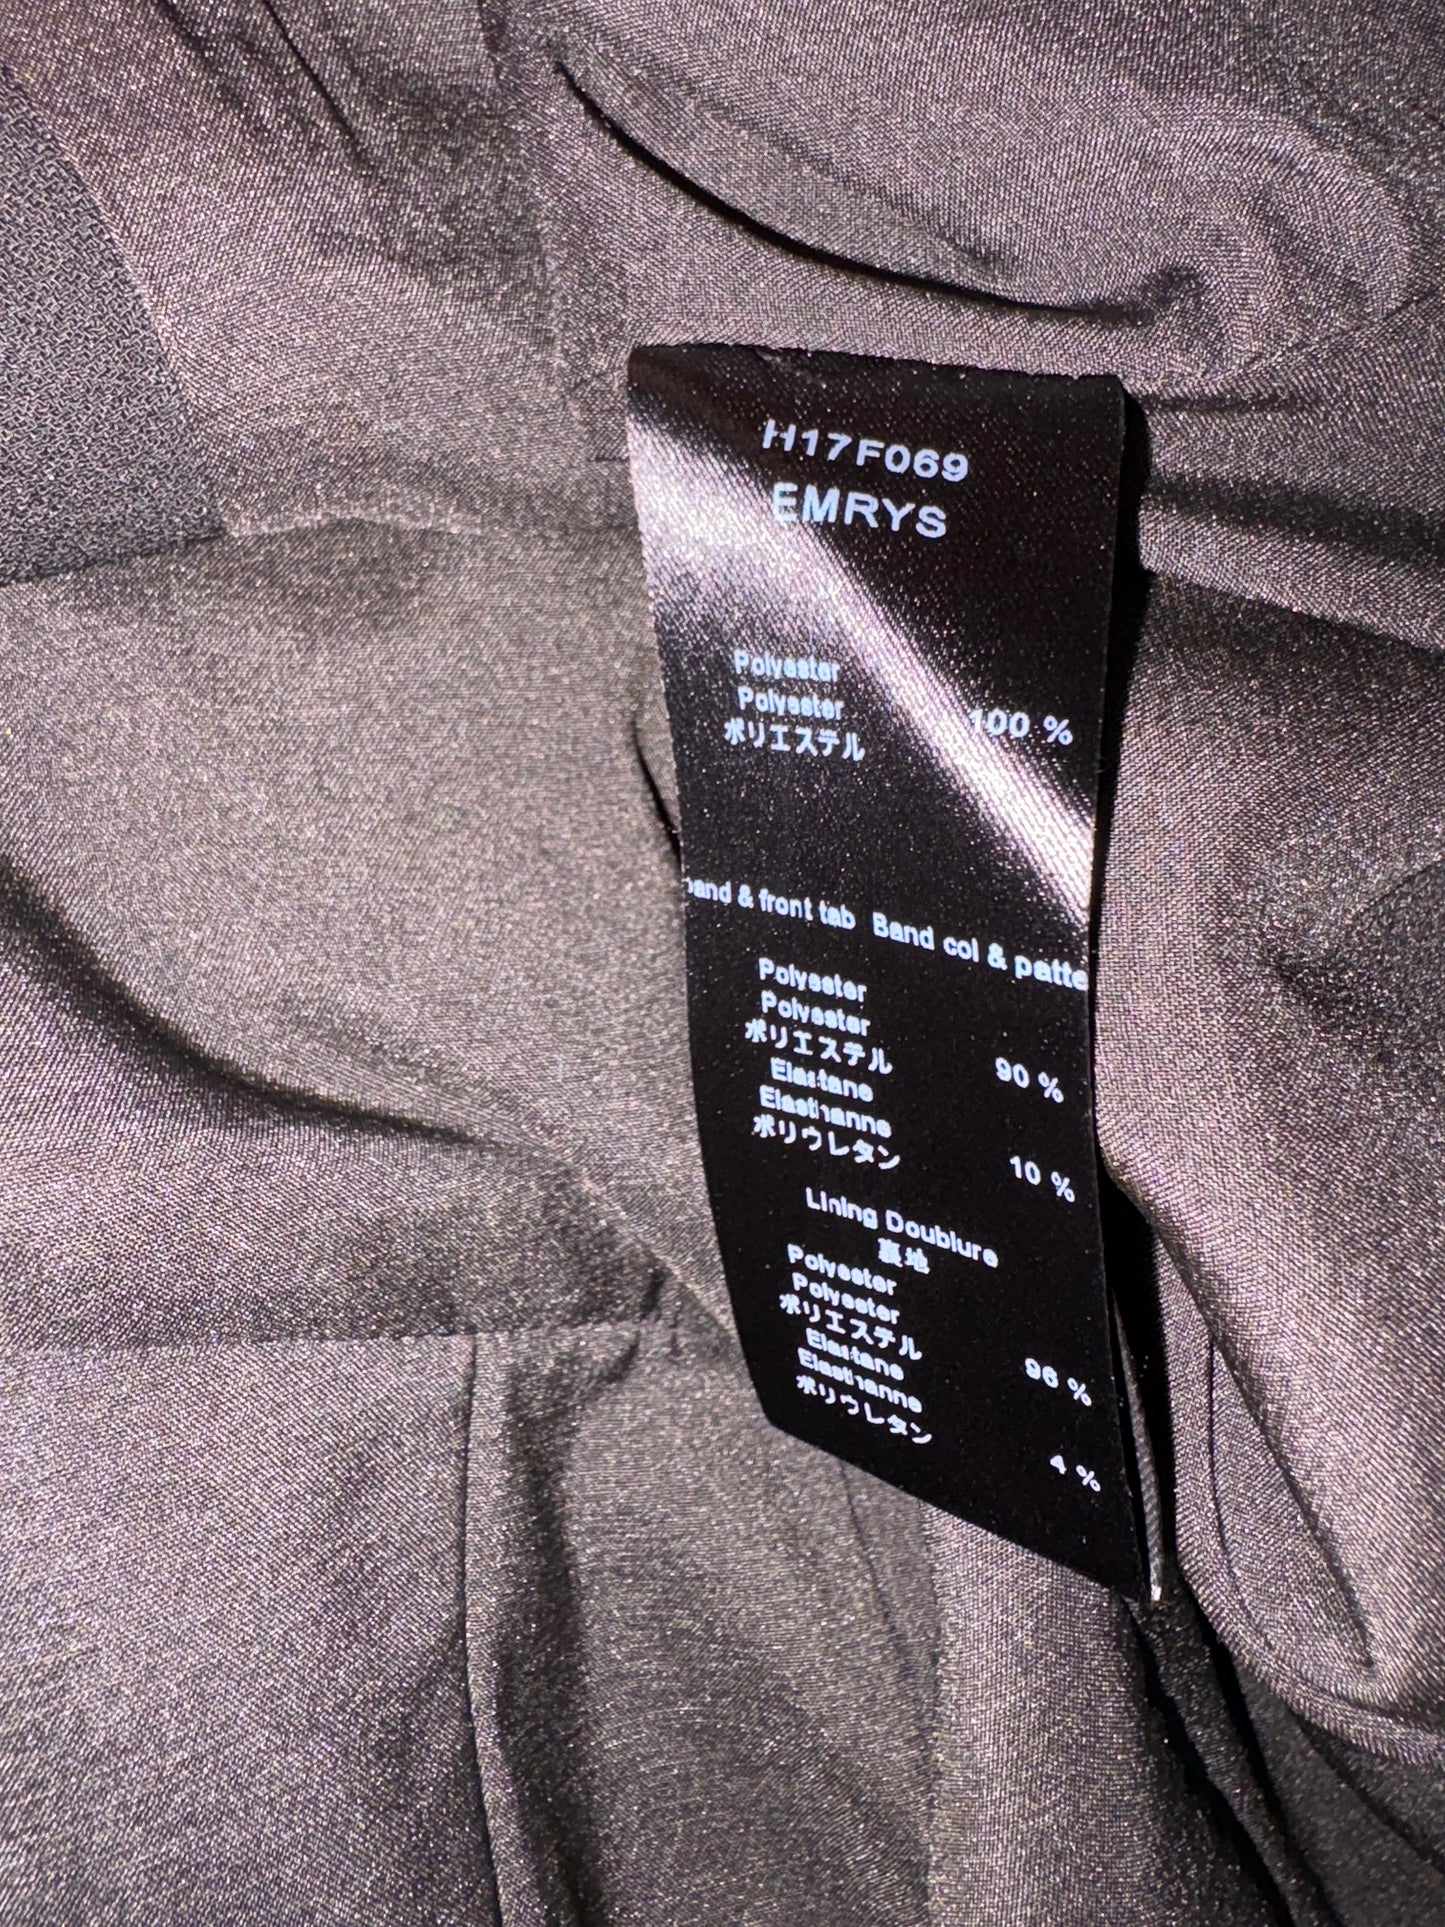 H17F069
EMRYS
Polyester
Polyester
100 %
ポリエステル
band & front tab Band col & patte
Polyester
Polyester
ポリエステル
90 %
Elastane
Elasthanne
ポリウレタン
10 %
Lining Doublure
裏地
Polyester
Polyester
ポリエステル
96 %
Elastane
Elasthanne
ポリウレタン
4 %